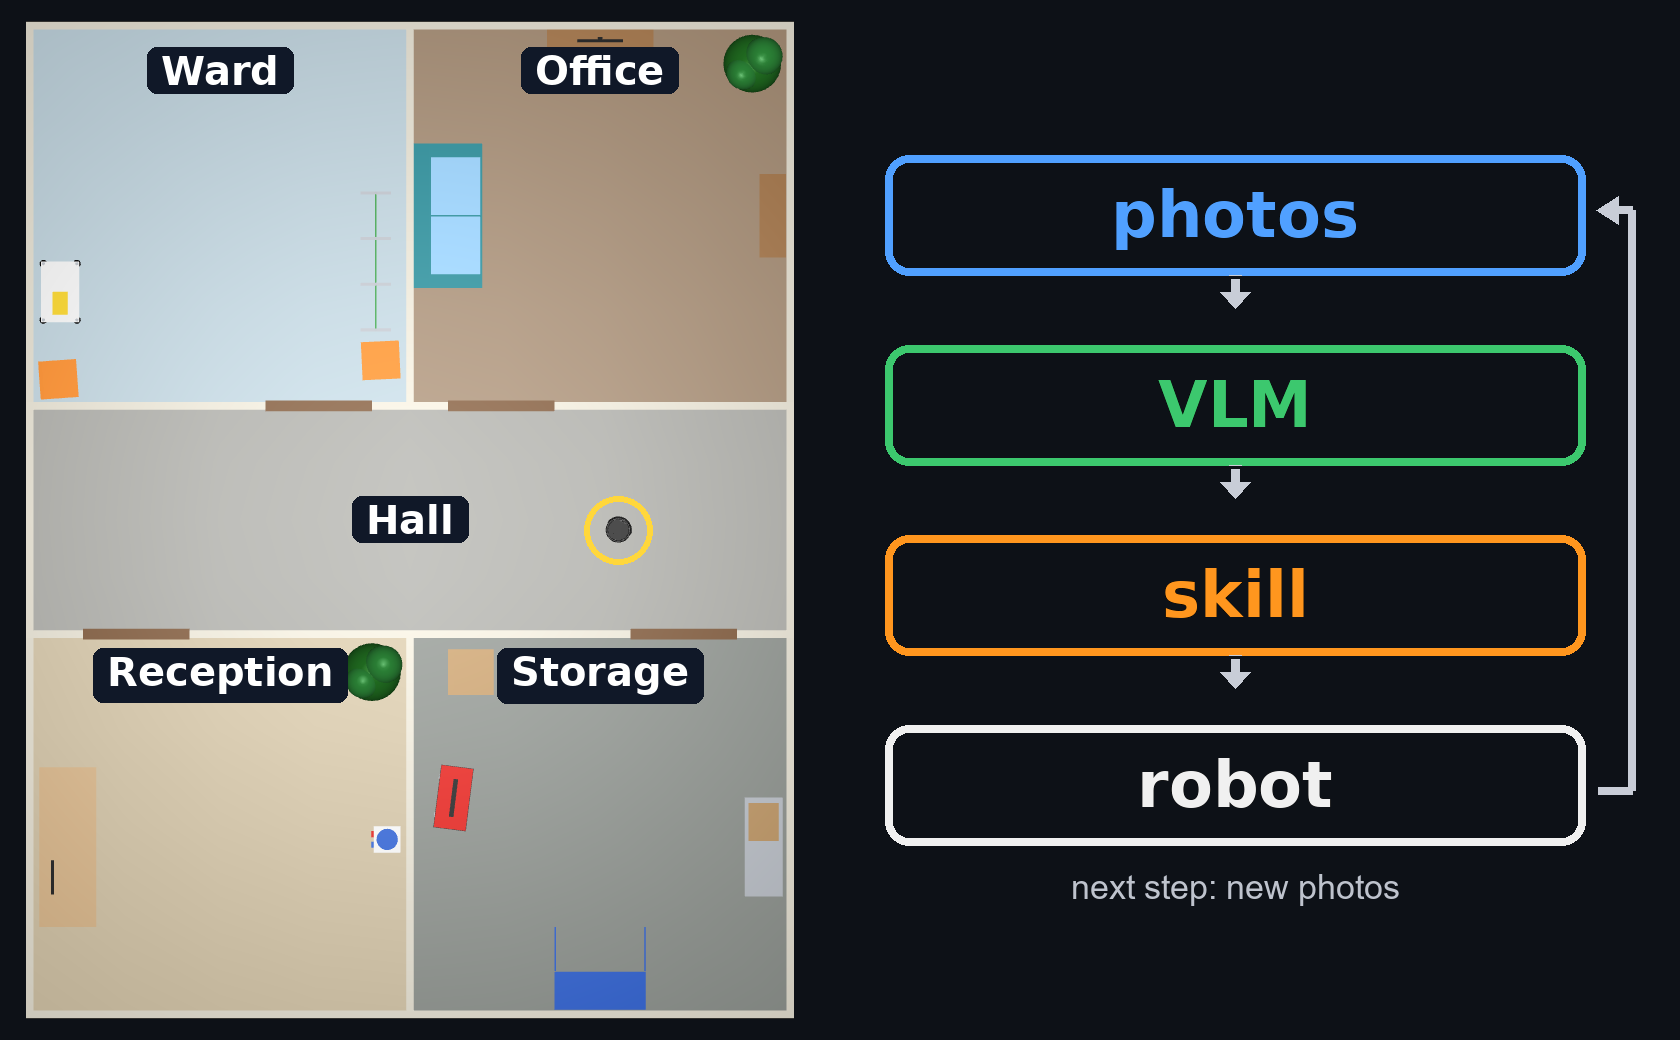 Ward
Office
Hall
Reception
Storage
photos
VLM
skill
robot
next step: new photos